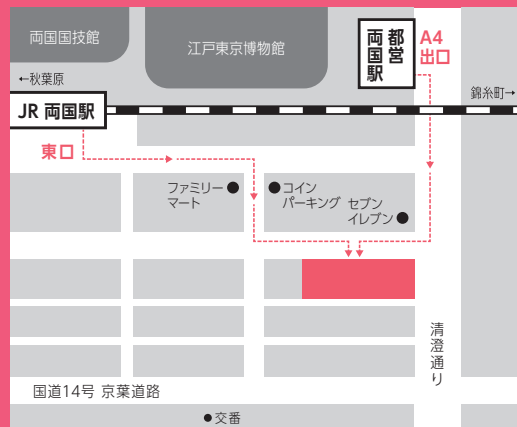 両国国技館
江戸東京博物館
都営
両国駅
A4
出口
←秋葉原
錦糸町→
JR 両国駅
東口
ファミリー
マート
コイン
パーキング
セブン
イレブン
清澄通り
国道14号 京葉道路
交番